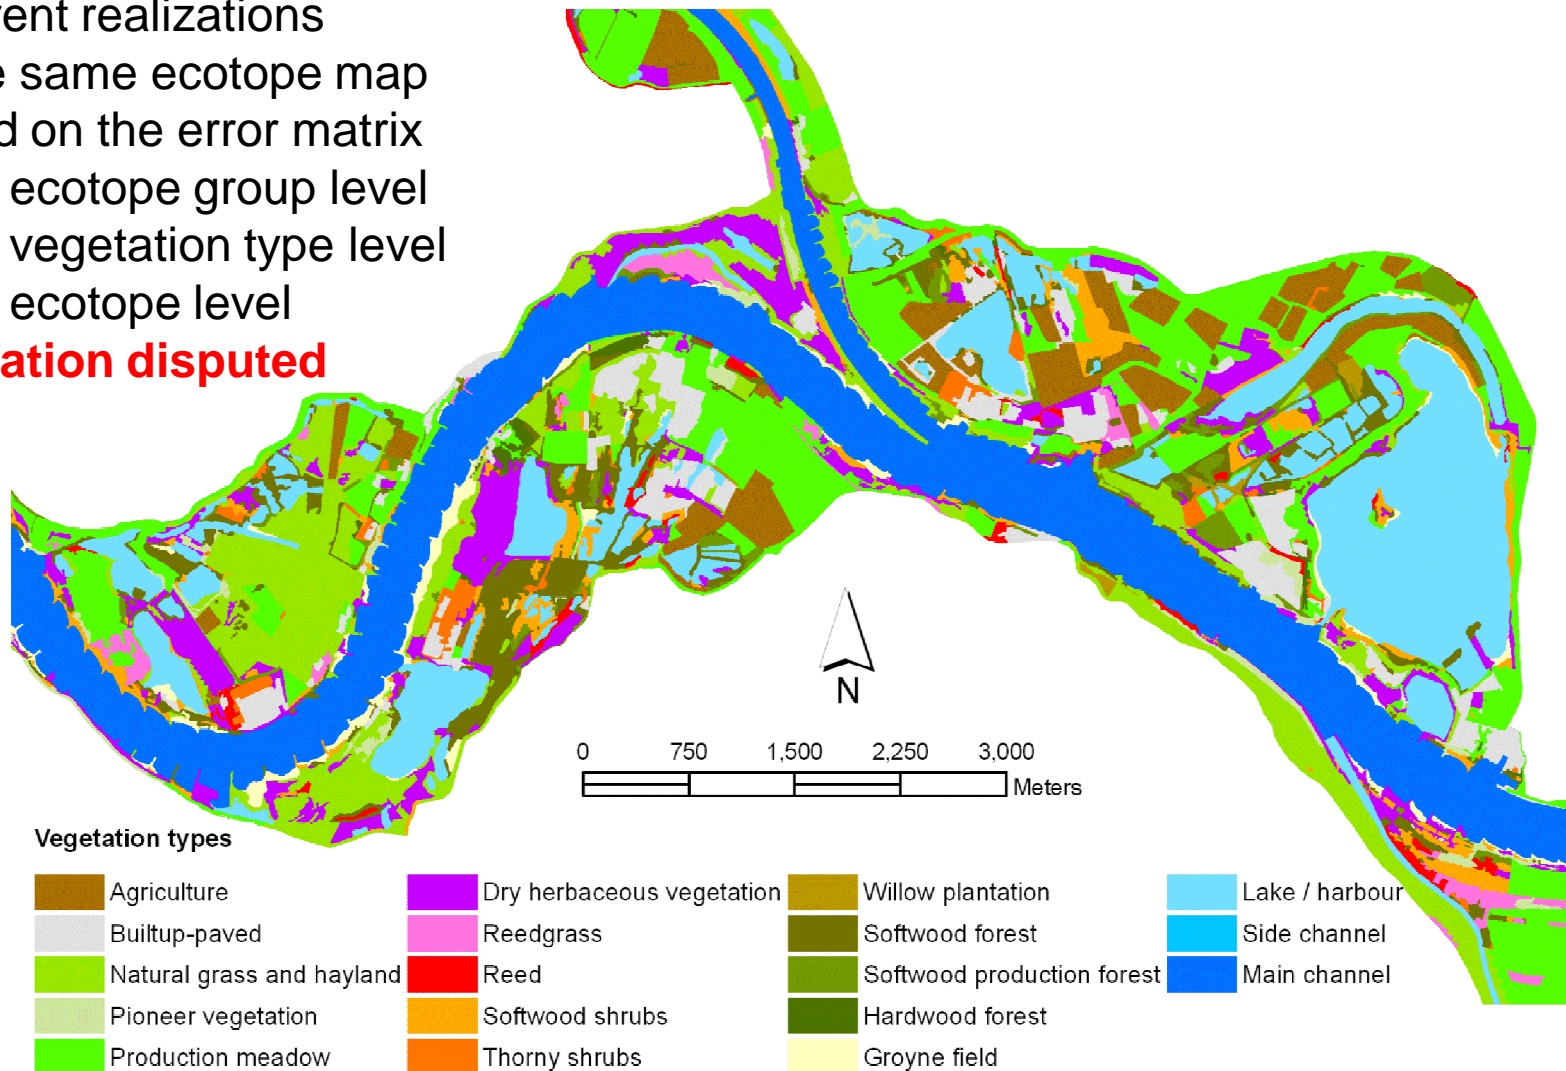 ent realizations
same ecotope map
on the error matrix
ecotope group level
vegetation type level
ecotope level
ation disputed
N
0 750 1,500 2,250 3,000
Meters
Vegetation types
Agriculture
Builtup-paved
Natural grass and hayland
Pioneer vegetation
Production meadow
Dry herbaceous vegetation
Reedgrass
Reed
Softwood shrubs
Thorny shrubs
Willow plantation
Softwood forest
Softwood production forest
Hardwood forest
Groyne field
Lake / harbour
Side channel
Main channel